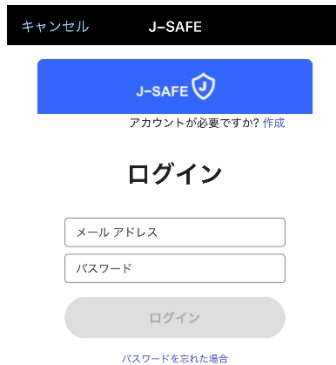 キャンセル J-SAFE
J-SAFE J
アカウントが必要ですか? 作成
ログイン
メール アドレス
パスワード
ログイン
パスワードを忘れた場合